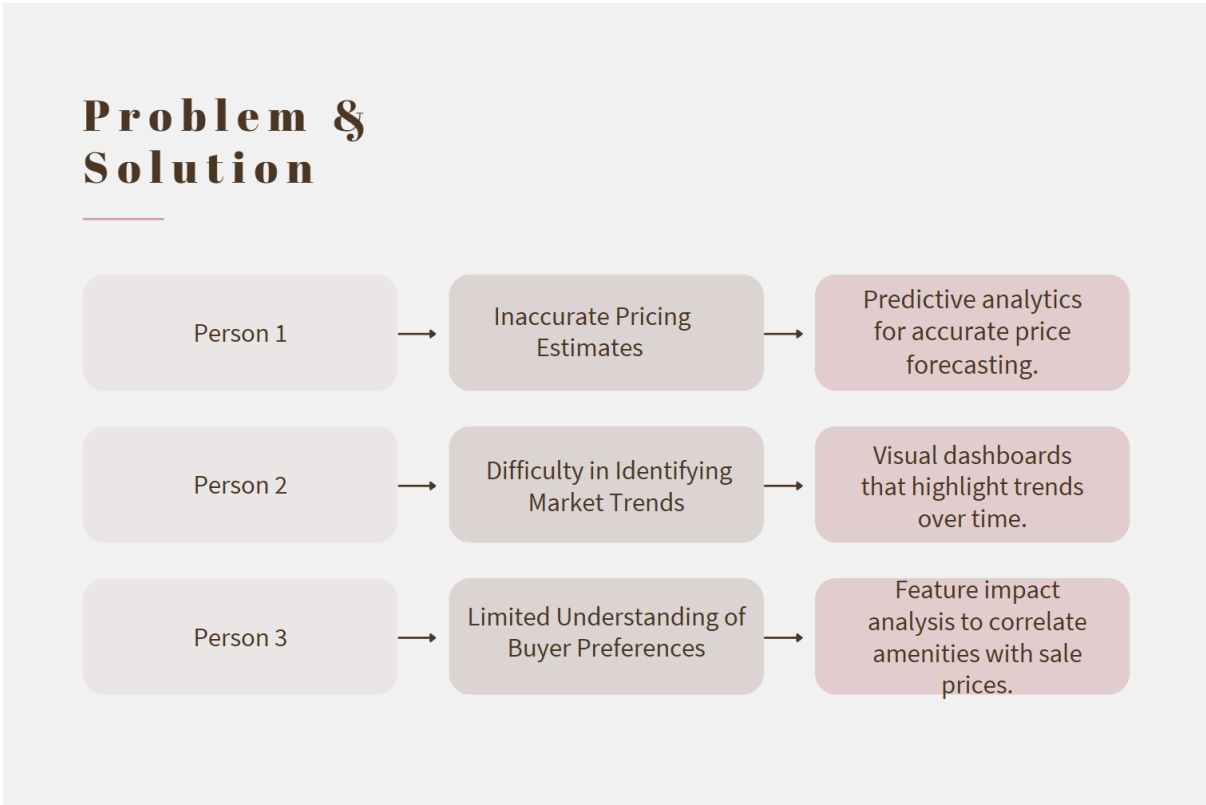 Problem &
Solution
Person 1
Inaccurate Pricing
Estimates
Predictive analytics
for accurate price
forecasting.
Person 2
Difficulty in Identifying
Market Trends
Visual dashboards
that highlight trends
over time.
Person 3
Limited Understanding of
Buyer Preferences
Feature impact
analysis to correlate
amenities with sale
prices.